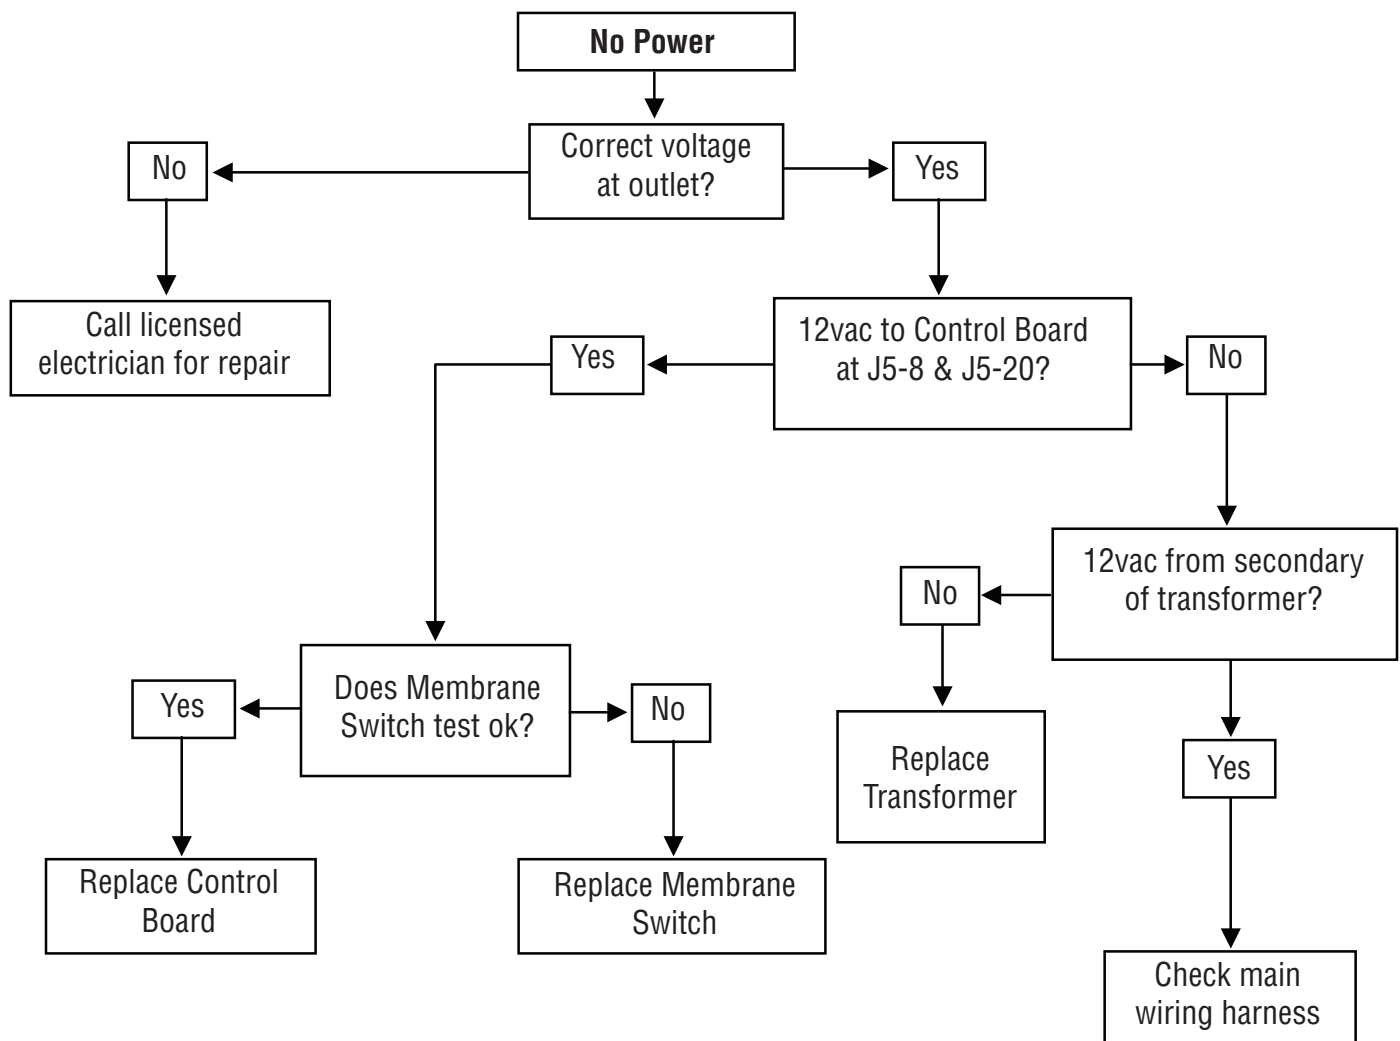 No Power
Correct voltage
at outlet?
No
Yes
Call licensed
electrician for repair
12vac to Control Board
at J5-8 & J5-20?
Yes
No
12vac from secondary
of transformer?
No
Does Membrane
Switch test ok?
Yes
No
Replace
Transformer
Yes
Replace Control
Board
Replace Membrane
Switch
Check main
wiring harness